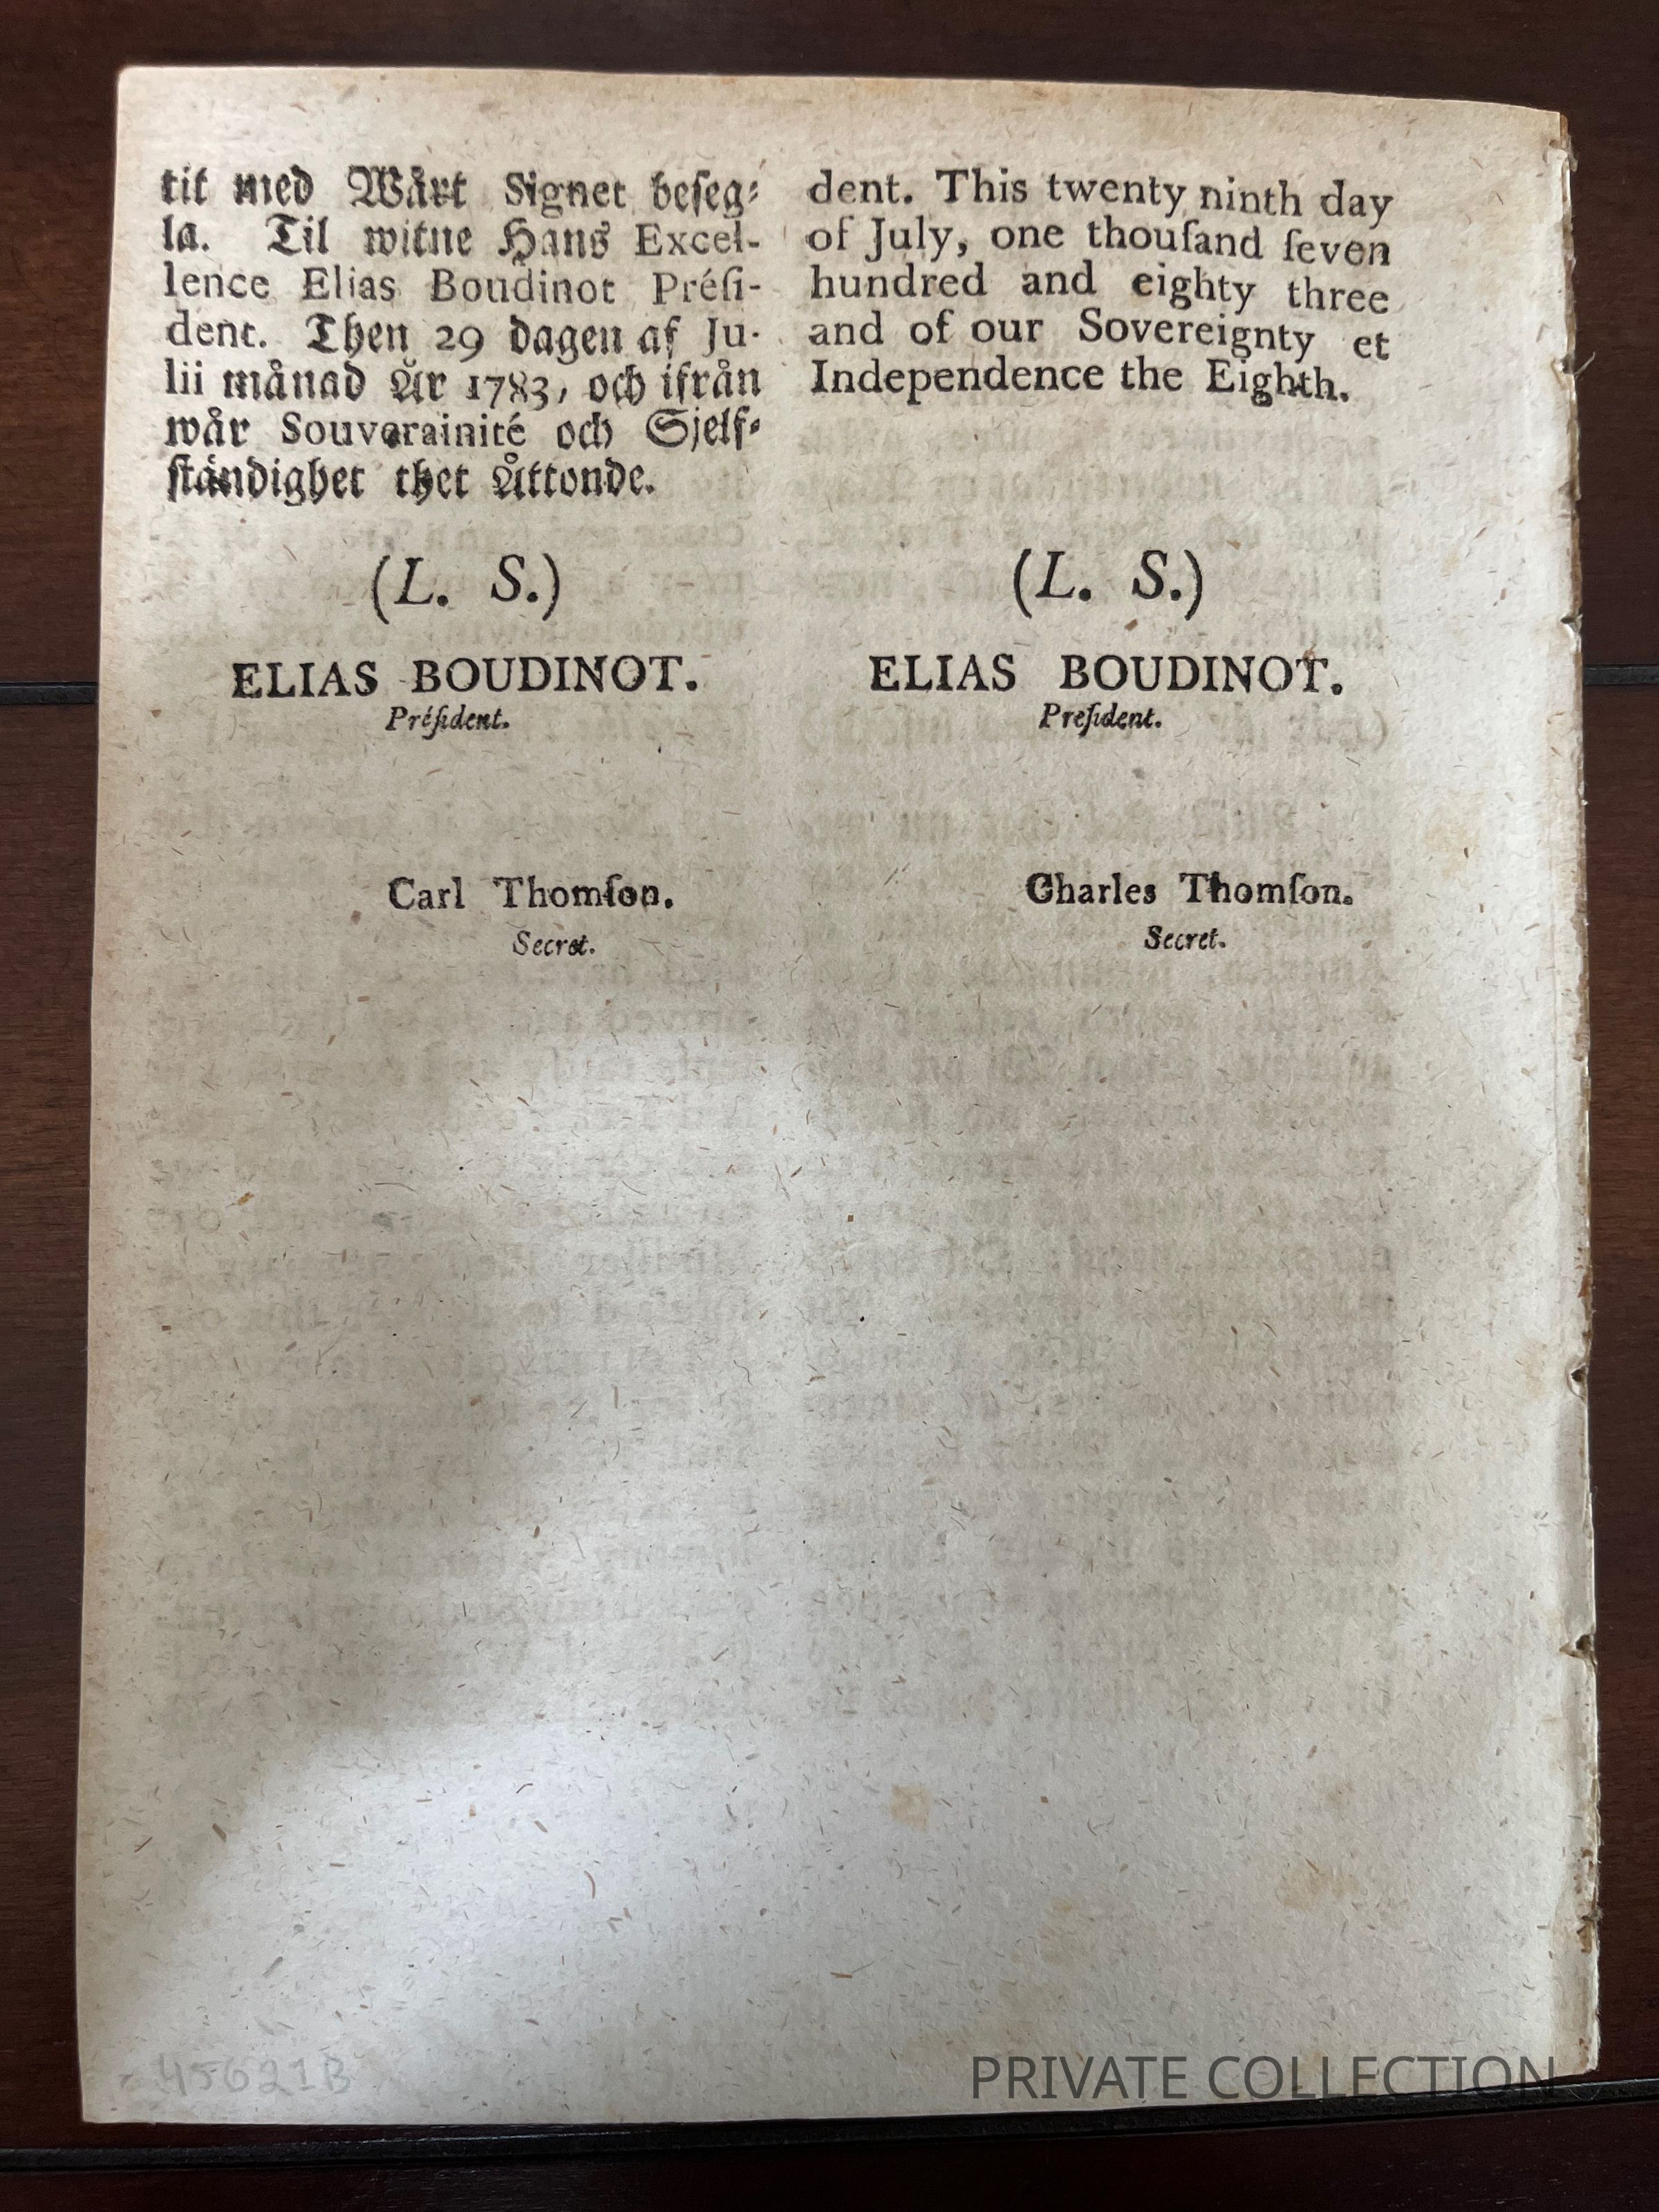 tit med Wårt Signet beseg-
la. Til witne Hans Excel-
lence Elias Boudinot Préſi-
dent. Then 29 dagen af Ju-
lii månad År 1783, och ifrån
wår Souverainité och Sjelf-
ſtändighet thet Åttonde.
(L. S.)
ELIAS BOUDINOT.
Préſident.
Carl Thomſon.
Secret.
dent. This twenty ninth day
of July, one thouſand ſeven
hundred and eighty three
and of our Sovereignty et
Independence the Eighth.
(L. S.)
ELIAS BOUDINOT.
Preſident.
Charles Thomſon.
Secret.
45621B
PRIVATE COLLECTION